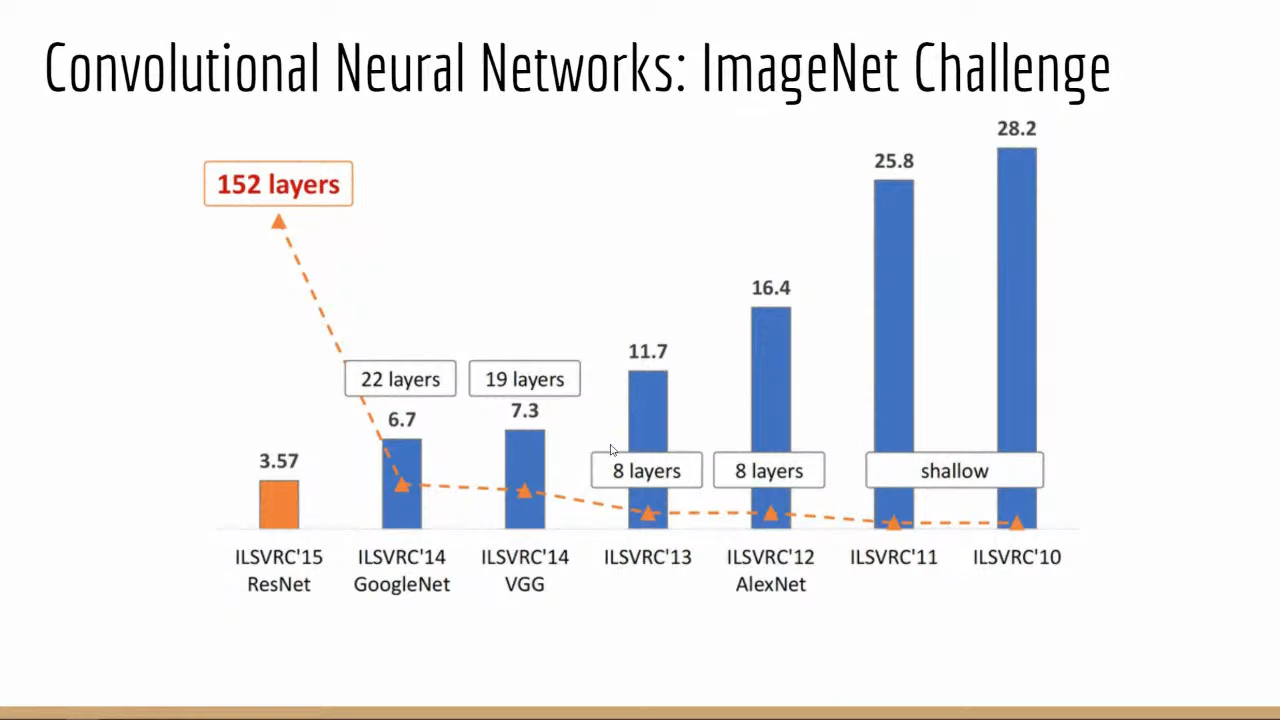 Convolutional Neural Networks: ImageNet Challenge
28.2
25.8
152 layers
16.4
11.7
22 layers
19 layers
6.7
7.3
3.57
8 layers
8 layers
shallow
ILSVRC'15
ResNet
ILSVRC'14
GoogleNet
ILSVRC'14
VGG
ILSVRC'13
ILSVRC'12
AlexNet
ILSVRC'11
ILSVRC'10